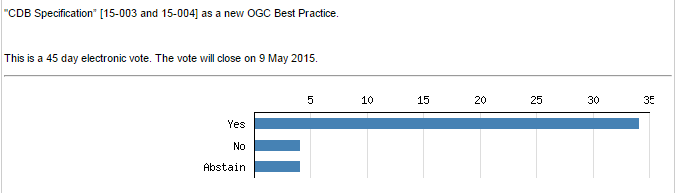 "CDB Specification" [15-003 and 15-004] as a new OGC Best Practice.
This is a 45 day electronic vote. The vote will close on 9 May 2015.
5 10 15 20 25 30 35
Yes
No
Abstain